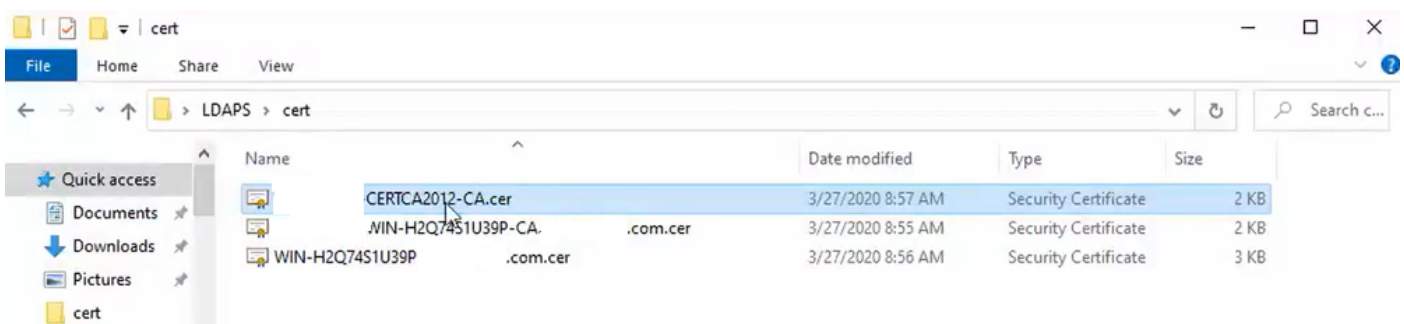 cert
File Home Share View
LDAPS > cert Search c...
Name Date modified Type Size
Quick access
Documents
Downloads
Pictures
cert
-CERTCA2012-CA.cer 3/27/2020 8:57 AM Security Certificate 2 KB
WIN-H2Q74S1U39P-CA. .com.cer 3/27/2020 8:55 AM Security Certificate 2 KB
WIN-H2Q74S1U39P .com.cer 3/27/2020 8:56 AM Security Certificate 3 KB